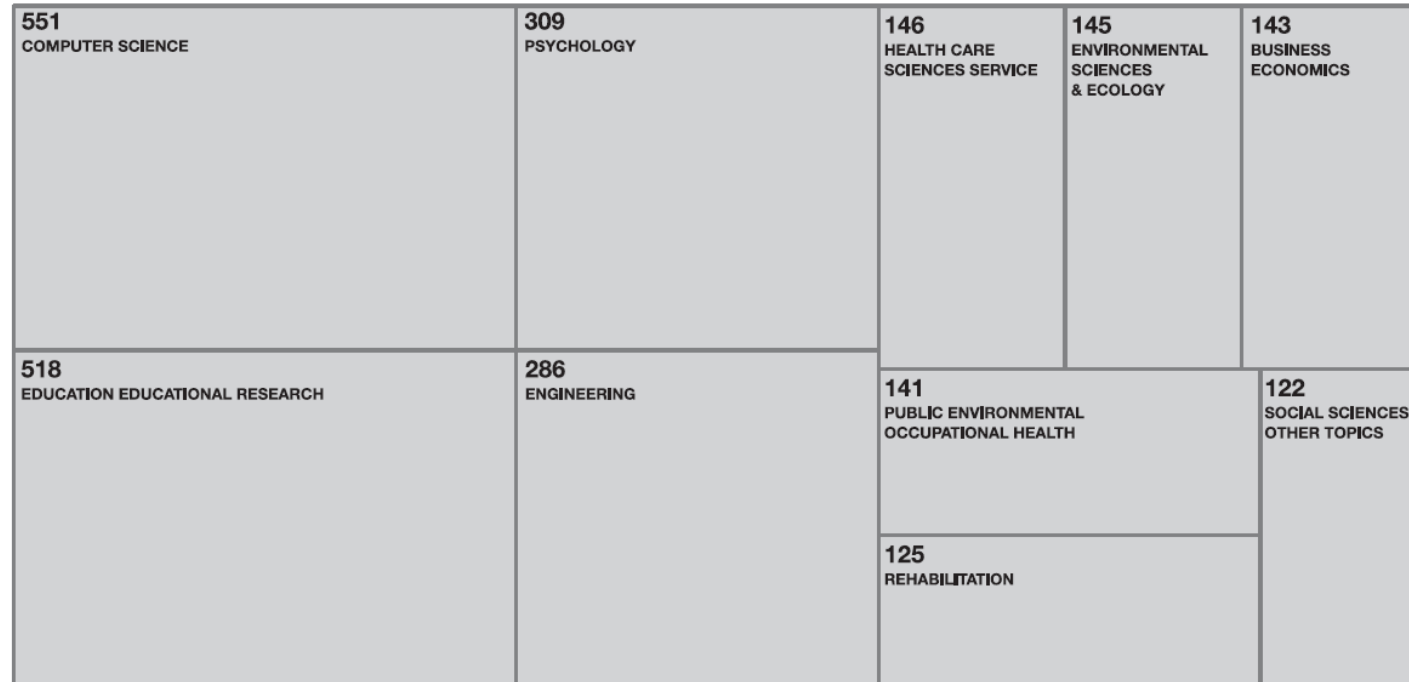 551
COMPUTER SCIENCE
309
PSYCHOLOGY
146
HEALTH CARE
SCIENCES SERVICE
145
ENVIRONMENTAL
SCIENCES
& ECOLOGY
143
BUSINESS
ECONOMICS
518
EDUCATION EDUCATIONAL RESEARCH
286
ENGINEERING
141
PUBLIC ENVIRONMENTAL
OCCUPATIONAL HEALTH
122
SOCIAL SCIENCES
OTHER TOPICS
125
REHABILITATION